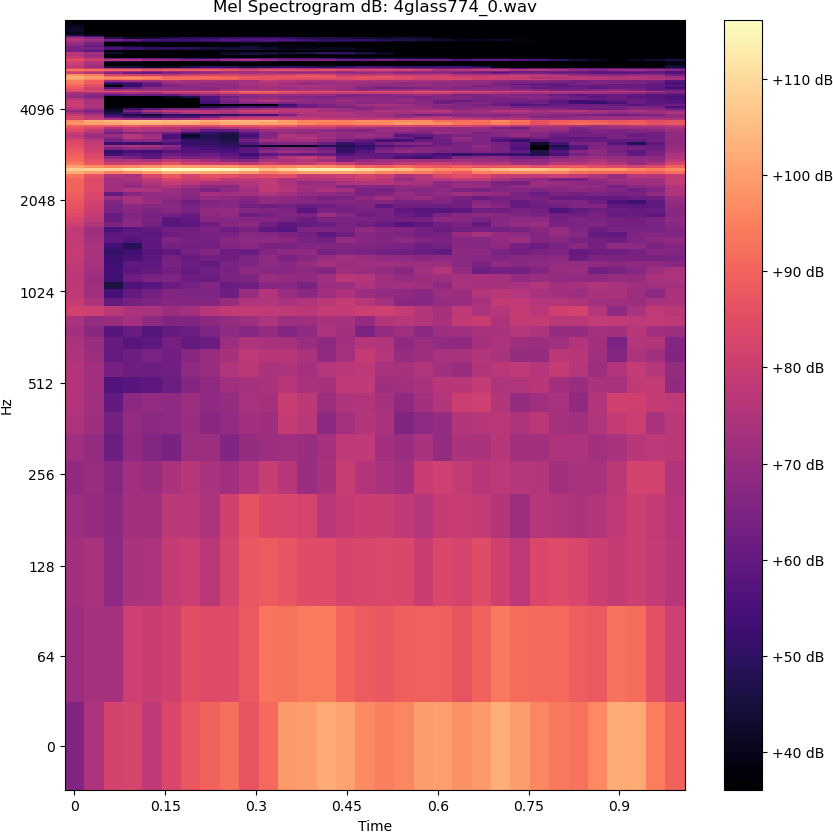 Mel Spectrogram dB: 4glass774_0.wav
Hz
4096
2048
1024
512
256
128
64
0
0
0.15
0.3
0.45
0.6
0.75
0.9
Time
+110 dB
+100 dB
+90 dB
+80 dB
+70 dB
+60 dB
+50 dB
+40 dB